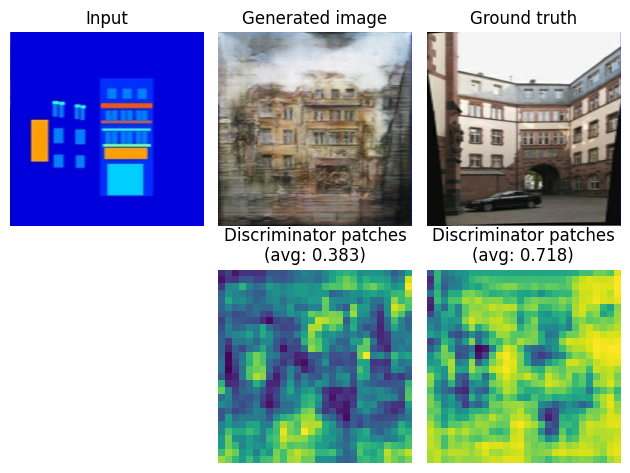 Input
Generated image
Ground truth
Discriminator patches
(avg: 0.383)
Discriminator patches
(avg: 0.718)